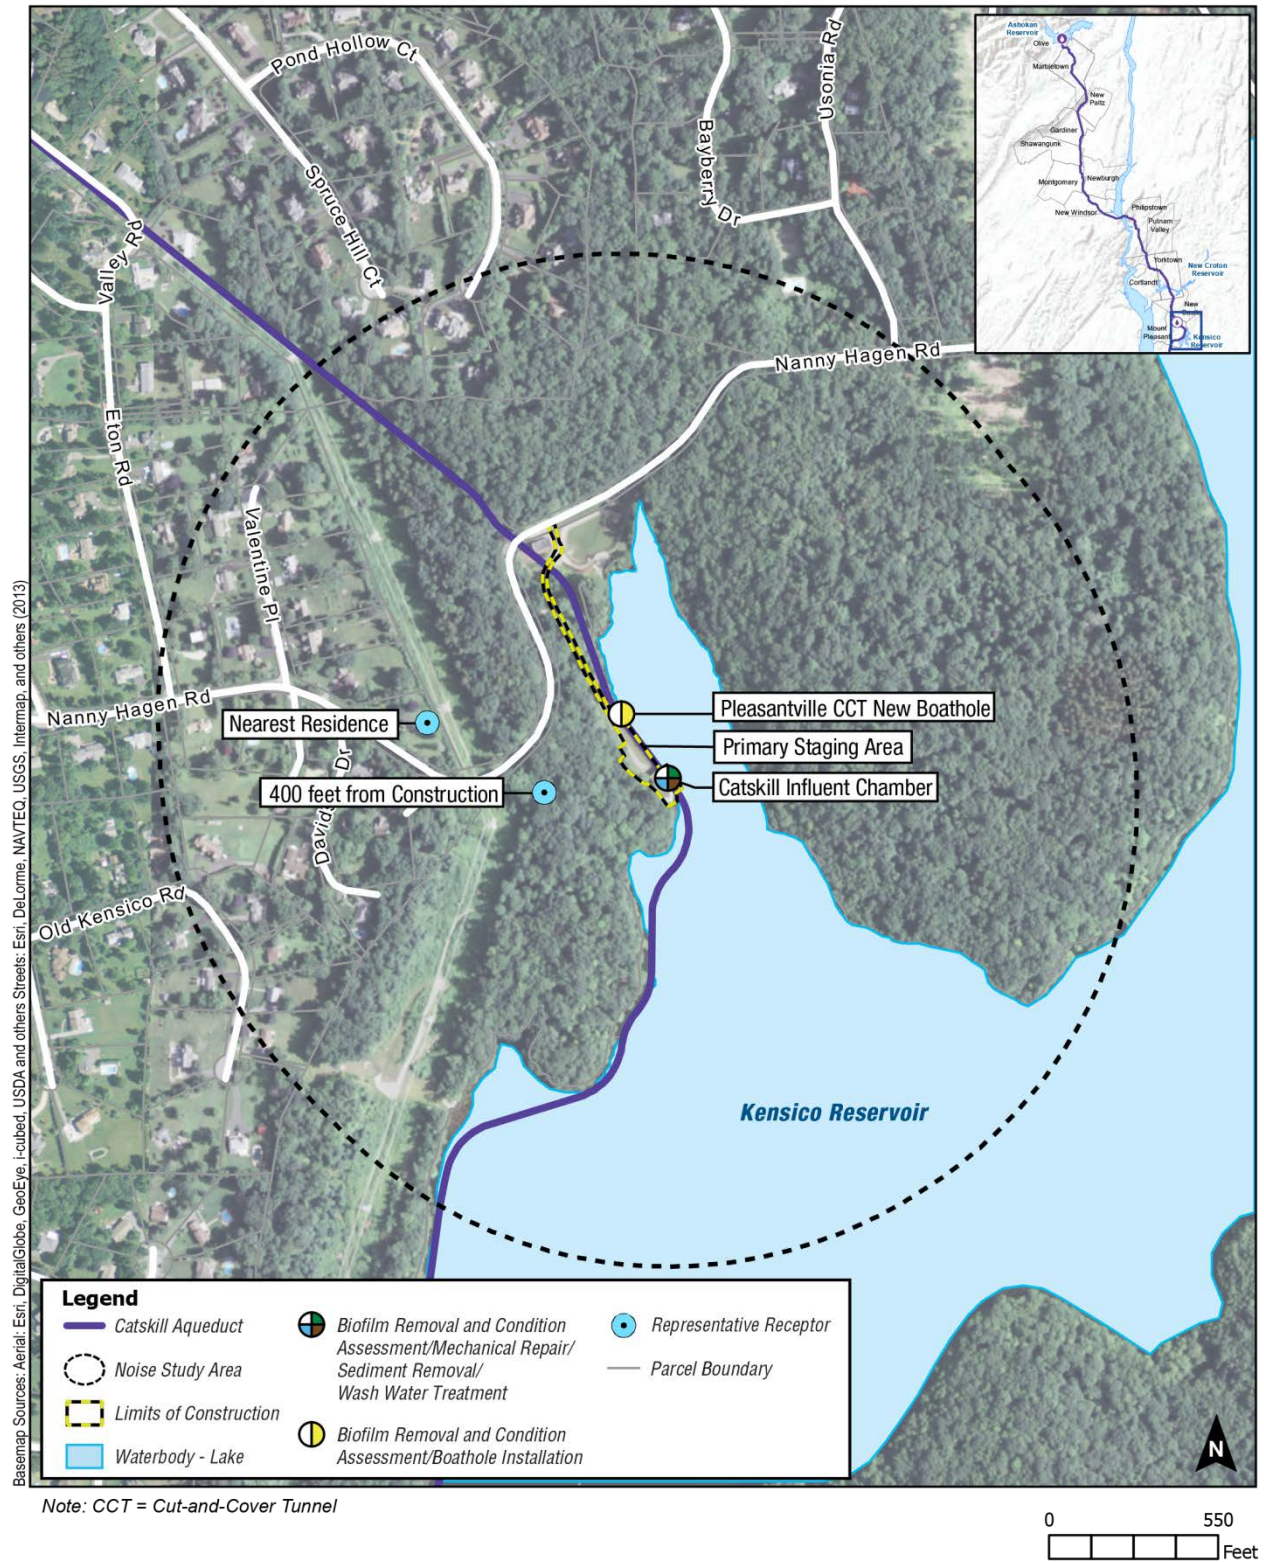 Pond Hollow Ct
Usonia Rd
Bayberry Dr
Spruce Hill Ct
Valley Rd
Nanny Hagen Rd
Eton Rd
Valentine Pl
Nanny Hagen Rd
Nearest Residence
400 feet from Construction
Old Kensico Rd
Pleasantville CCT New Boathole
Primary Staging Area
Catskill Influent Chamber
Kensico Reservoir
Ashokan
Reservoir
Olive
Marbletown
New
Paltz
Gardiner
Shawangunk
Montgomery
Newburgh
New Windsor
Philipstown
Putnam
Valley
Yorktown
Cortlandt
New Croton
Reservoir
New
Mount
Pleasant
Kensico
Reservoir
Basemap Sources: Aerial: Esri, DigitalGlobe, GeoEye, i-cubed, USDA and others Streets: Esri, DeLorme, NAVTEQ, USGS, Intermap, and others (2013)
Legend
Catskill Aqueduct
Noise Study Area
Limits of Construction
Waterbody - Lake
Biofilm Removal and Condition
Assessment/Mechanical Repair/
Sediment Removal/
Wash Water Treatment
Biofilm Removal and Condition
Assessment/Boathole Installation
Representative Receptor
Parcel Boundary
N
Note: CCT = Cut-and-Cover Tunnel
0 550
Feet